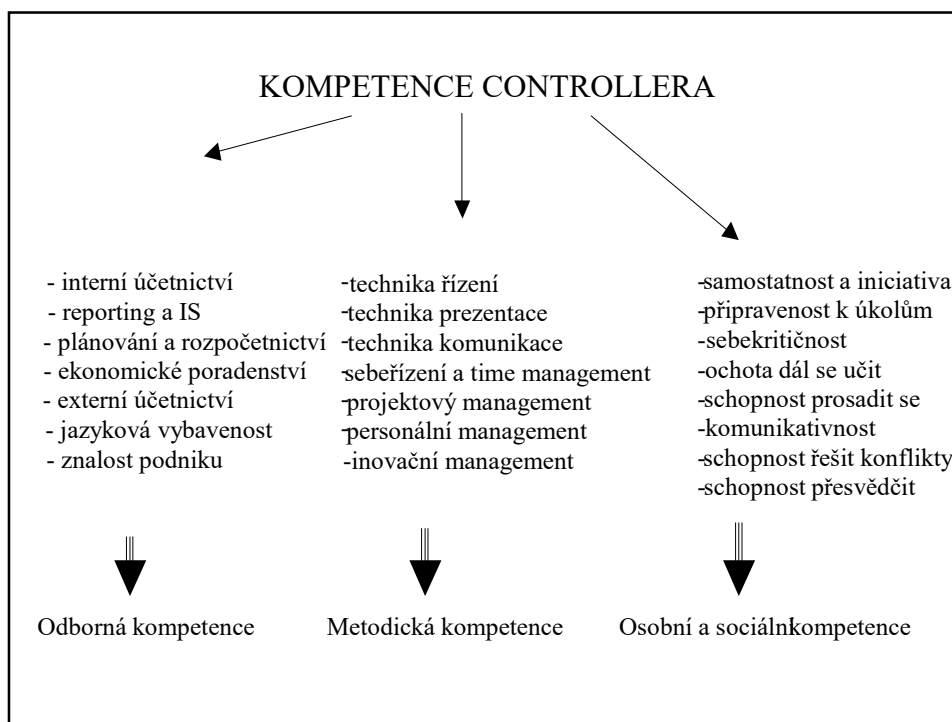 KOMPETENCE CONTROLLERA
- interní účetnictví
- reporting a IS
- plánování a rozpočetnictví
- ekonomické poradenství
- externí účetnictví
- jazyková vybavenost
- znalost podniku
-technika řízení
-technika prezentace
-technika komunikace
-sebeřízení a time management
-projektový management
-personální management
-inovační management
-samostatnost a iniciativa
-připravenost k úkolům
-sebekritičnost
-ochota dál se učit
-schopnost prosadit se
-komunikativnost
-schopnost řešit konflikty
-schopnost přesvědčit
Odborná kompetence
Metodická kompetence
Osobní a sociální kompetence